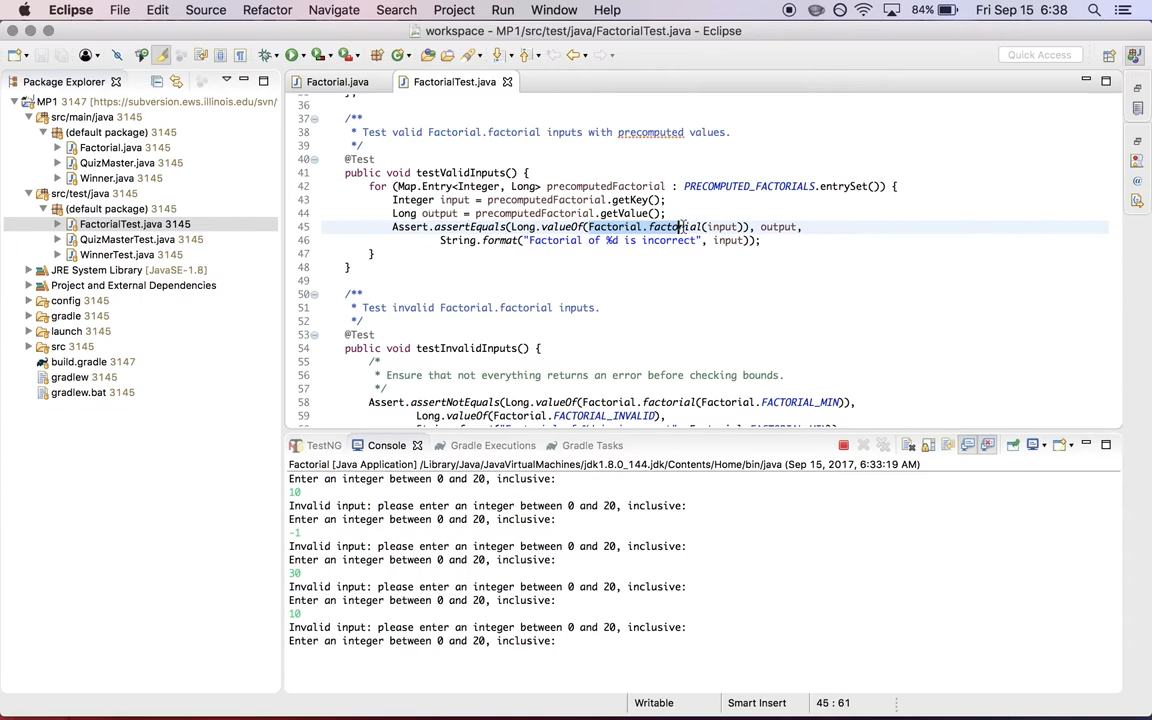 Eclipse File Edit Source Refactor Navigate Search Project Run Window Help 84% Fri Sep 15 6:38
workspace - MP1/src/test/java/FactorialTest.java - Eclipse
Quick Access
Package Explorer
MP1 3147 [https://subversion.ews.illinois.edu/svn/
src/main/java 3145
(default package) 3145
Factorial.java 3145
QuizMaster.java 3145
Winner.java 3145
src/test/java 3145
(default package) 3145
FactorialTest.java 3145
QuizMasterTest.java 3145
WinnerTest.java 3145
JRE System Library [JavaSE-1.8]
Project and External Dependencies
config 3145
gradle 3145
launch 3145
src 3145
build.gradle 3147
gradlew 3145
gradlew.bat 3145
Factorial.java FactorialTest.java
36
37 /**
38 * Test valid Factorial.factorial inputs with precomputed values.
39 */
40 @Test
41 public void testValidInputs() {
42 for (Map.Entry<Integer, Long> precomputedFactorial : PRECOMPUTED_FACTORIALS.entrySet()) {
43 Integer input = precomputedFactorial.getKey();
44 Long output = precomputedFactorial.getValue();
45 Assert.assertEquals(Long.valueOf(Factorial.factorial(input)), output,
46 String.format("Factorial of %d is incorrect", input));
47 }
48 }
49
50 /**
51 * Test invalid Factorial.factorial inputs.
52 */
53 @Test
54 public void testInvalidInputs() {
55 /*
56 * Ensure that not everything returns an error before checking bounds.
57 */
58 Assert.assertNotEquals(Long.valueOf(Factorial.factorial(Factorial.FACTORIAL_MIN)),
59 Long.valueOf(Factorial.FACTORIAL_INVALID),
TestNG Console Gradle Executions Gradle Tasks
Factorial [Java Application] /Library/Java/JavaVirtualMachines/jdk1.8.0_144.jdk/Contents/Home/bin/java (Sep 15, 2017, 6:33:19 AM)
Enter an integer between 0 and 20, inclusive:
10
Invalid input: please enter an integer between 0 and 20, inclusive:
Enter an integer between 0 and 20, inclusive:
-1
Invalid input: please enter an integer between 0 and 20, inclusive:
Enter an integer between 0 and 20, inclusive:
30
Invalid input: please enter an integer between 0 and 20, inclusive:
Enter an integer between 0 and 20, inclusive:
10
Invalid input: please enter an integer between 0 and 20, inclusive:
Enter an integer between 0 and 20, inclusive:
Writable Smart Insert 45 : 61